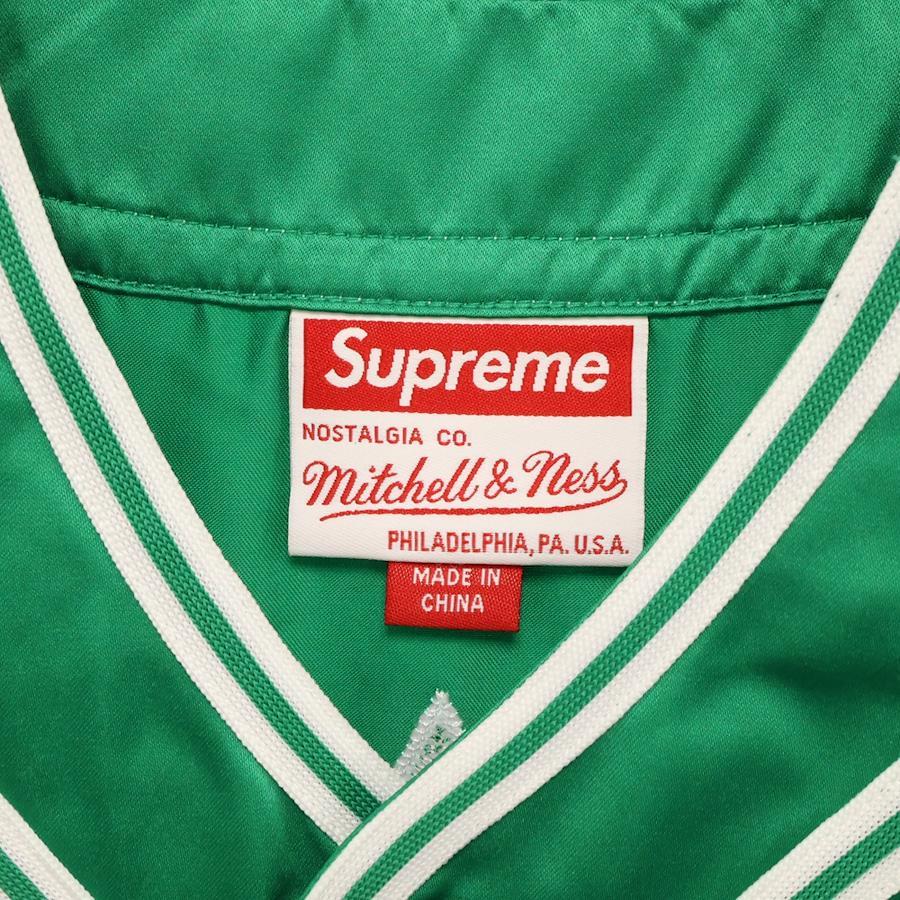 Supreme
NOSTALGIA CO.
Mitchell & Ness
PHILADELPHIA, PA. U.S.A.
MADE IN
CHINA